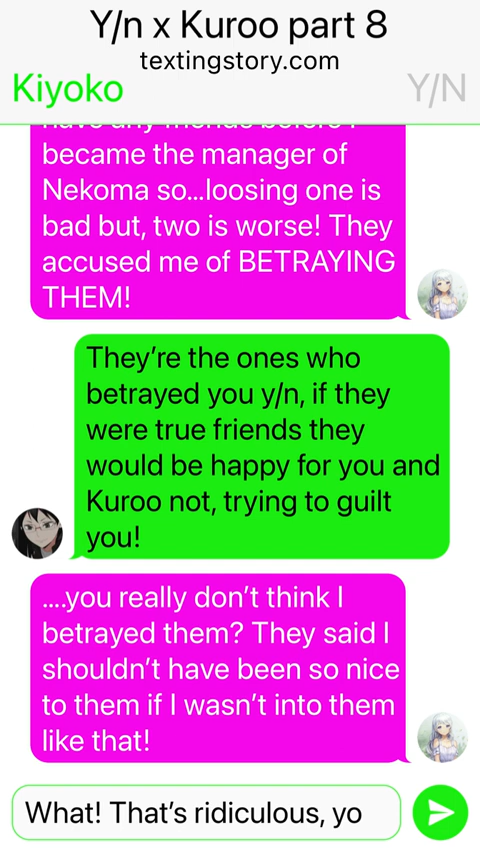 Y/n x Kuroo part 8
textingstory.com
Kiyoko
Y/N
have any friends before I
became the manager of
Nekoma so...loosing one is
bad but, two is worse! They
accused me of BETRAYING
THEM!
They’re the ones who
betrayed you y/n, if they
were true friends they
would be happy for you and
Kuroo not, trying to guilt
you!
....you really don’t think I
betrayed them? They said I
shouldn’t have been so nice
to them if I wasn’t into them
like that!
What! That’s ridiculous, yo